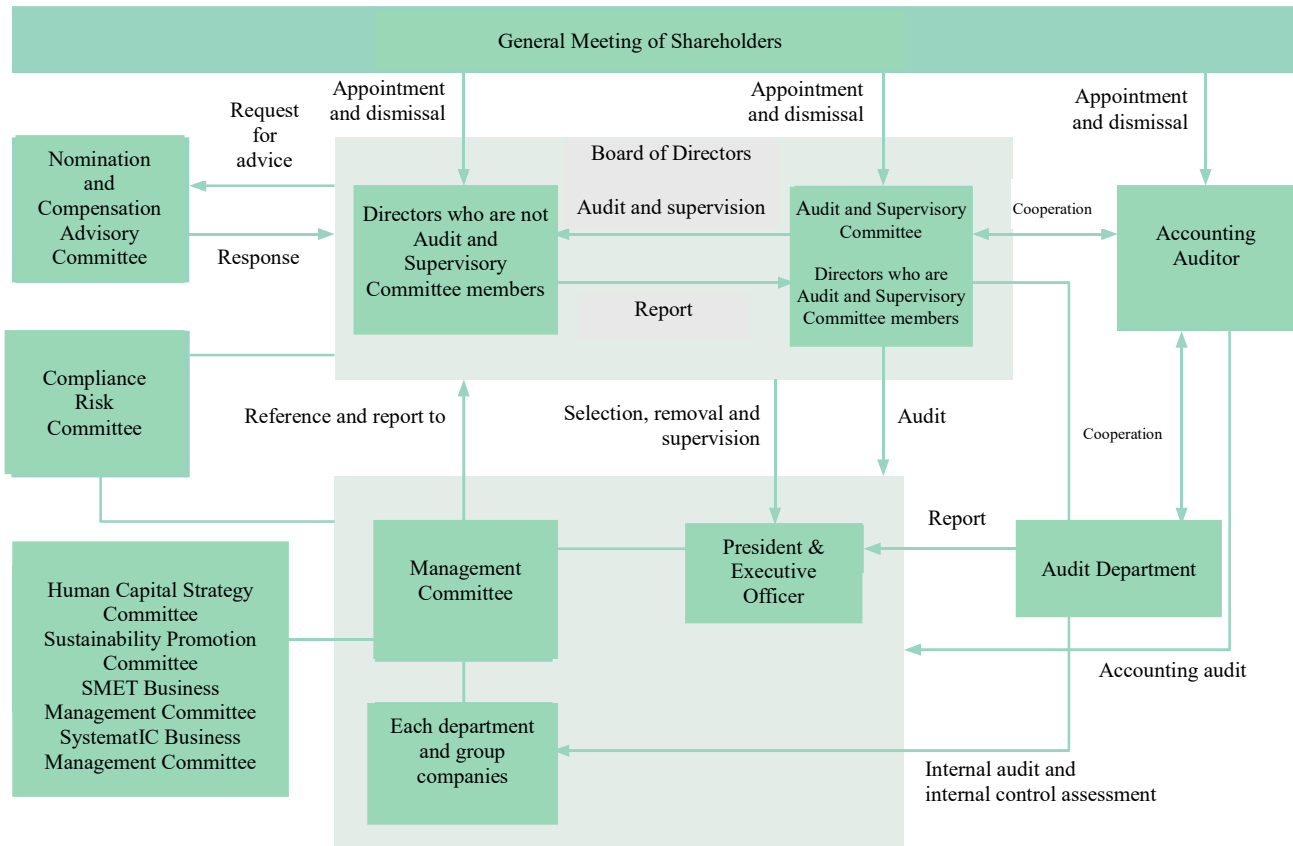 General Meeting of Shareholders
Appointment
and dismissal
Appointment
and dismissal
Appointment
and dismissal
Request
for
advice
Nomination
and
Compensation
Advisory
Committee
Response
Board of Directors
Audit and supervision
Directors who are not
Audit and
Supervisory
Committee members
Report
Audit and Supervisory
Committee
Directors who are
Audit and Supervisory
Committee members
Cooperation
Accounting
Auditor
Compliance
Risk
Committee
Reference and report to
Selection, removal and
supervision
Audit
Cooperation
Management
Committee
President &
Executive
Officer
Report
Audit Department
Human Capital Strategy
Committee
Sustainability Promotion
Committee
SMET Business
Management Committee
SystematIC Business
Management Committee
Accounting audit
Each department
and group
companies
Internal audit and
internal control assessment